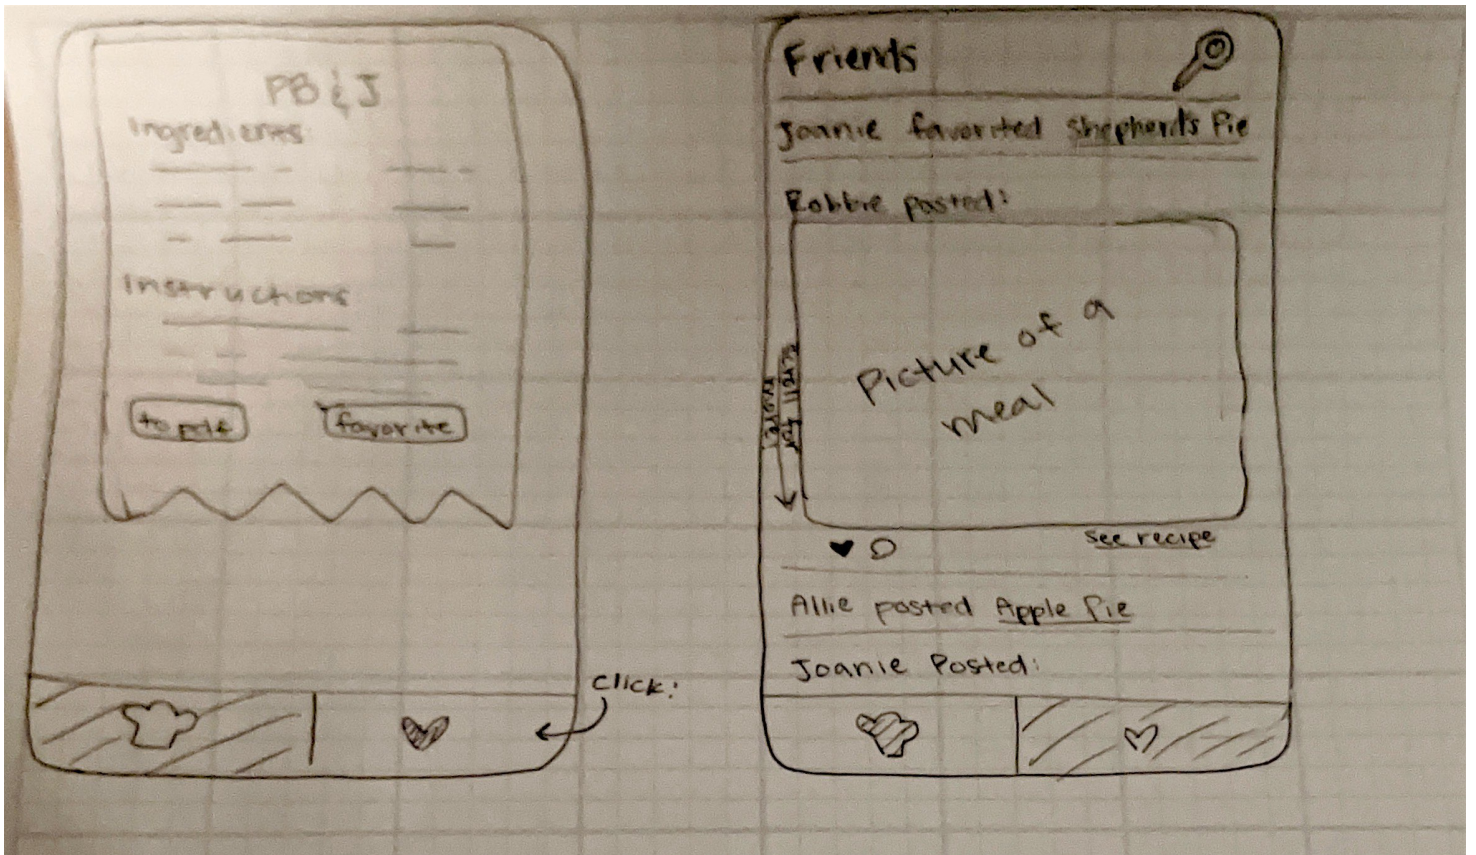 PB & J
Ingredients:
Instructions
to pdf
favorite
click:
Friends
Joanie favorited Shepherd's Pie
Robbie posted:
Picture of a
meal
see recipe
Allie posted Apple Pie
Joanie Posted: